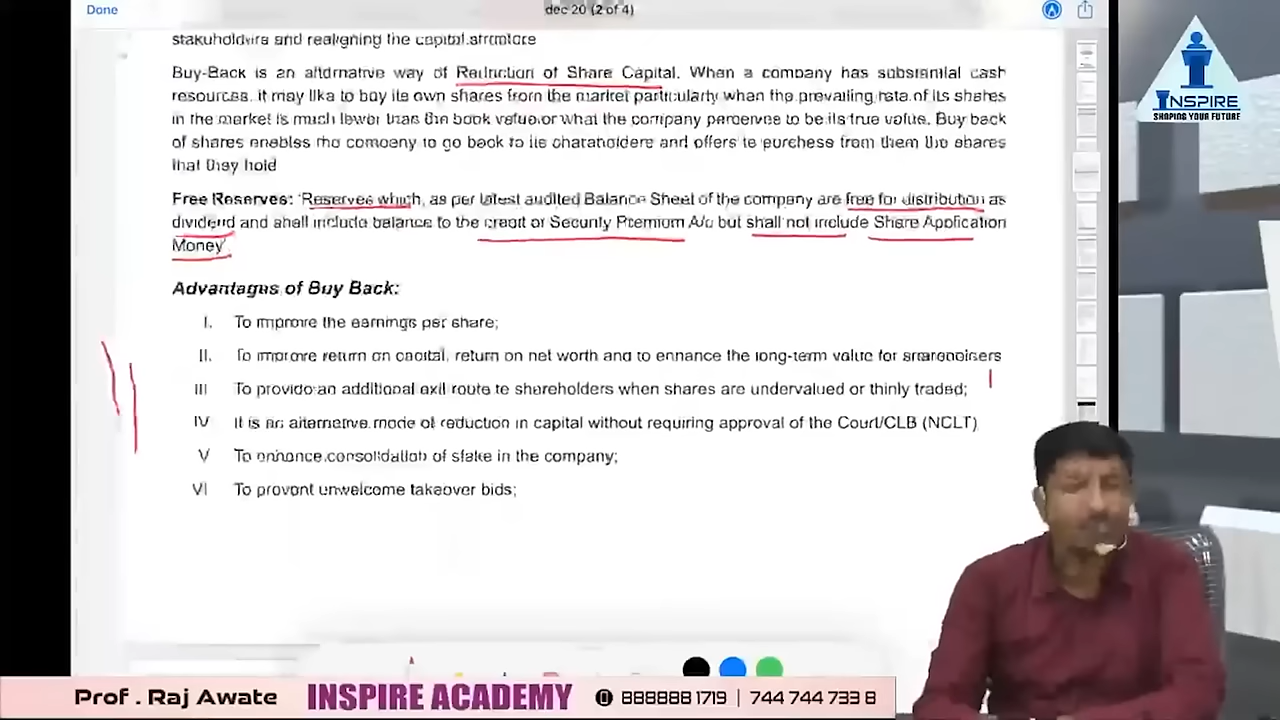 Done
dec 20 (2 of 4)
stakeholders and realigning the capital structure
Buy-Back is an alternative way of Reduction of Share Capital. When a company has substantial cash
resources, it may like to buy its own shares from the market particularly when the prevailing rate of its shares
in the market is much lower than the book value or what the company perceives to be its true value. Buy back
of shares enables the company to go back to its shareholders and offers to purchase from them the shares
that they hold
Free Reserves: 'Reserves which, as per latest audited Balance Sheet of the company are free for distribution as
dividend and shall include balance to the credit of Security Premium A/c but shall not include Share Application
Money'
Advantages of Buy Back:
I. To improve the earnings per share;
II. To improve return on capital, return on net worth and to enhance the long-term value for shareholders
III To provide an additional exit route to shareholders when shares are undervalued or thinly traded;
IV It is an alternative mode of reduction in capital without requiring approval of the Court/CLB (NCLT)
V To enhance consolidation of stake in the company;
VI To prevent unwelcome takeover bids;
INSPIRE
SHAPING YOUR FUTURE
Prof . Raj Awate INSPIRE ACADEMY 888888 1719 | 744 744 733 8